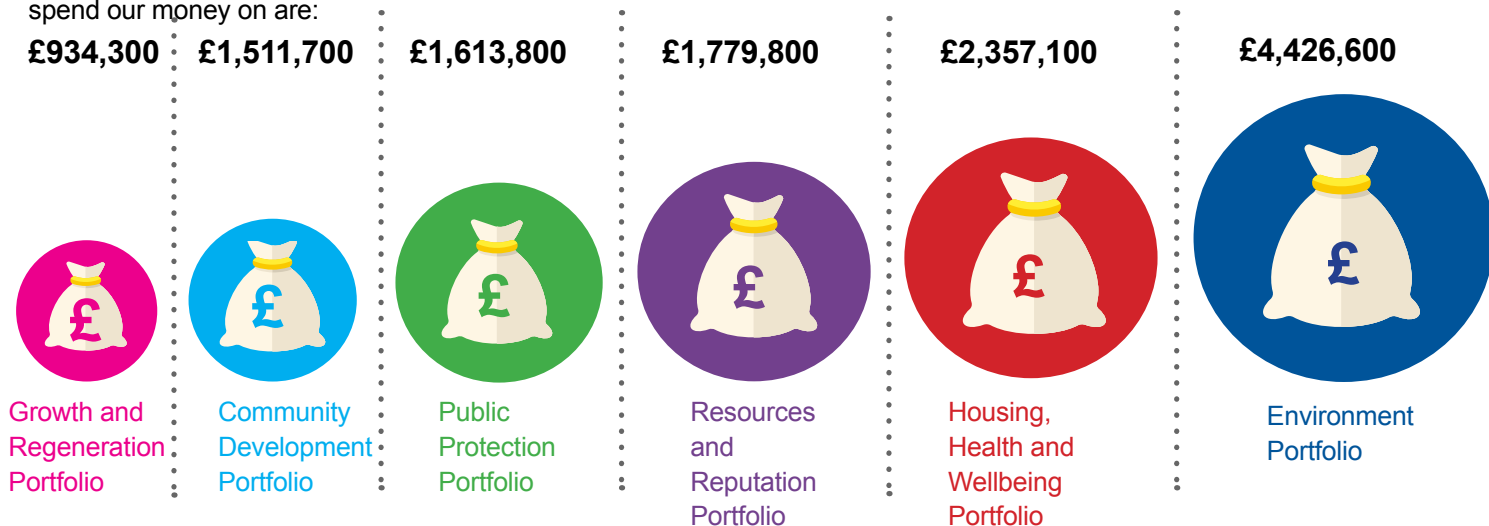 spend our money on are:
£934,300
£1,511,700
£1,613,800
£1,779,800
£2,357,100
£4,426,600
£
£
£
£
£
£
Growth and
Regeneration
Portfolio
Community
Development
Portfolio
Public
Protection
Portfolio
Resources
and
Reputation
Portfolio
Housing,
Health and
Wellbeing
Portfolio
Environment
Portfolio